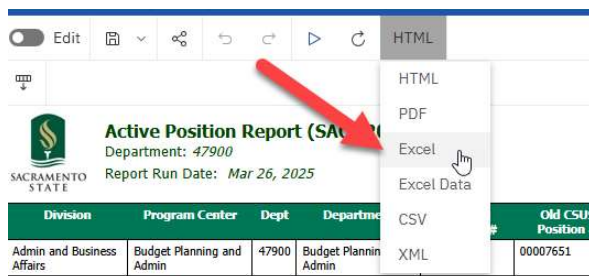 Edit
HTML
HTML
PDF
Excel
Excel Data
CSV
XML
SACRAMENTO
STATE
Active Position Report (SA
Department: 47900
Report Run Date: Mar 26, 2025
Division Program Center Dept Departme # Old CSU
Position
Admin and Business Affairs
Budget Planning and Admin
47900
Budget Plannin
Admin
00007651